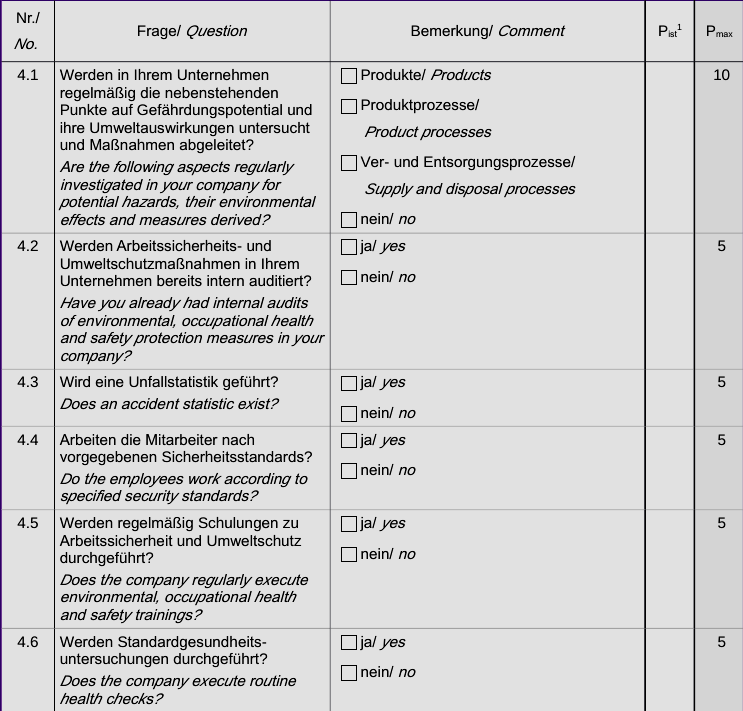 Nr./
No.
Frage/ Question
Bemerkung/ Comment
Pist1
Pmax
4.1
Werden in Ihrem Unternehmen
regelmäßig die nebenstehenden
Punkte auf Gefährdungspotential und
ihre Umweltauswirkungen untersucht
und Maßnahmen abgeleitet?
Are the following aspects regularly
investigated in your company for
potential hazards, their environmental
effects and measures derived?
Produkte/ Products
Produktprozesse/
Product processes
Ver- und Entsorgungsprozesse/
Supply and disposal processes
nein/ no
10
4.2
Werden Arbeitssicherheits- und
Umweltschutzmaßnahmen in Ihrem
Unternehmen bereits intern auditiert?
Have you already had internal audits
of environmental, occupational health
and safety protection measures in your
company?
ja/ yes
nein/ no
5
4.3
Wird eine Unfallstatistik geführt?
Does an accident statistic exist?
ja/ yes
nein/ no
5
4.4
Arbeiten die Mitarbeiter nach
vorgegebenen Sicherheitsstandards?
Do the employees work according to
specified security standards?
ja/ yes
nein/ no
5
4.5
Werden regelmäßig Schulungen zu
Arbeitssicherheit und Umweltschutz
durchgeführt?
Does the company regularly execute
environmental, occupational health
and safety trainings?
ja/ yes
nein/ no
5
4.6
Werden Standardgesundheits-
untersuchungen durchgeführt?
Does the company execute routine
health checks?
ja/ yes
nein/ no
5